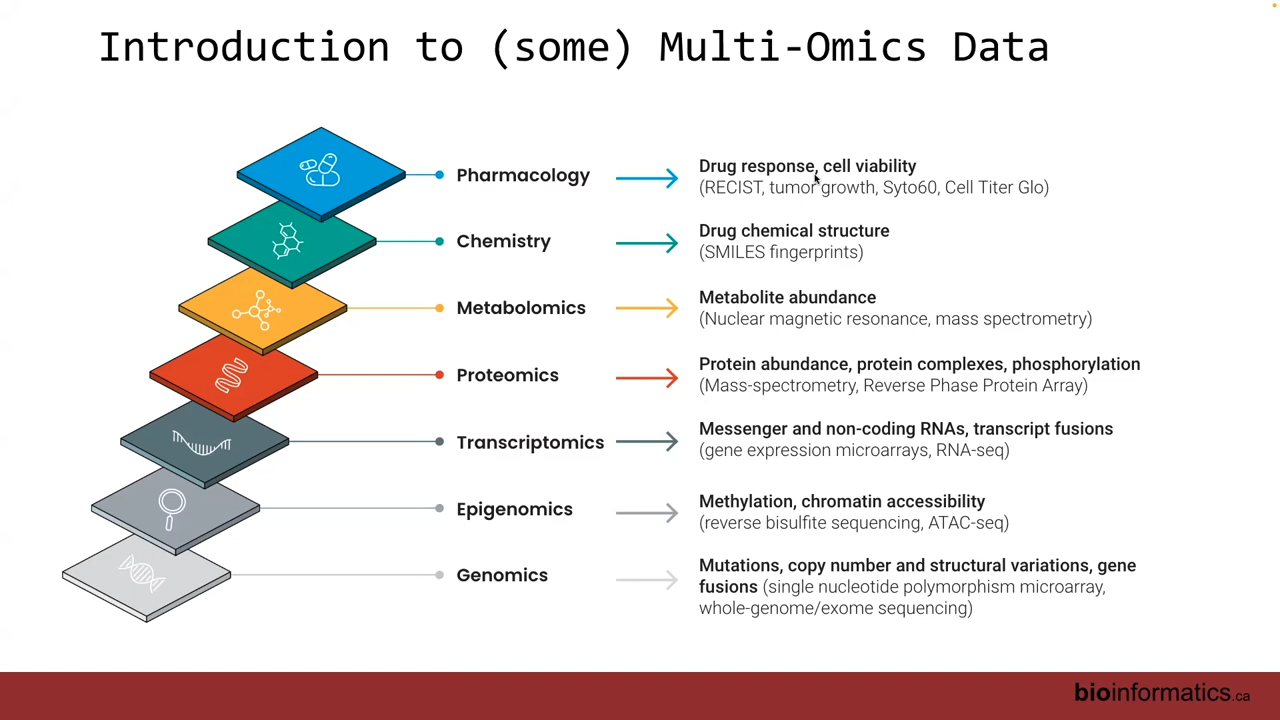 Introduction to (some) Multi-Omics Data
Pharmacology
Drug response, cell viability
(RECIST, tumor growth, Syto60, Cell Titer Glo)
Chemistry
Drug chemical structure
(SMILES fingerprints)
Metabolomics
Metabolite abundance
(Nuclear magnetic resonance, mass spectrometry)
Proteomics
Protein abundance, protein complexes, phosphorylation
(Mass-spectrometry, Reverse Phase Protein Array)
Transcriptomics
Messenger and non-coding RNAs, transcript fusions
(gene expression microarrays, RNA-seq)
Epigenomics
Methylation, chromatin accessibility
(reverse bisulfite sequencing, ATAC-seq)
Genomics
Mutations, copy number and structural variations, gene
fusions (single nucleotide polymorphism microarray,
whole-genome/exome sequencing)
bioinformatics.ca